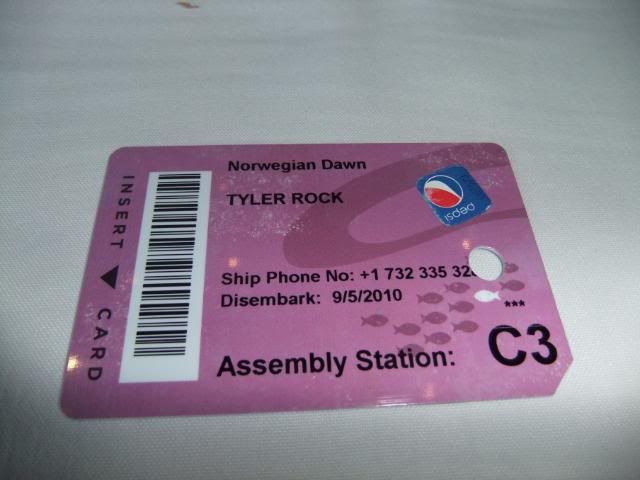 Norwegian Dawn
TYLER ROCK
pepsi
Ship Phone No: +1 732 335
Disembark: 9/5/2010
***
Assembly Station: C3
INSERT CARD